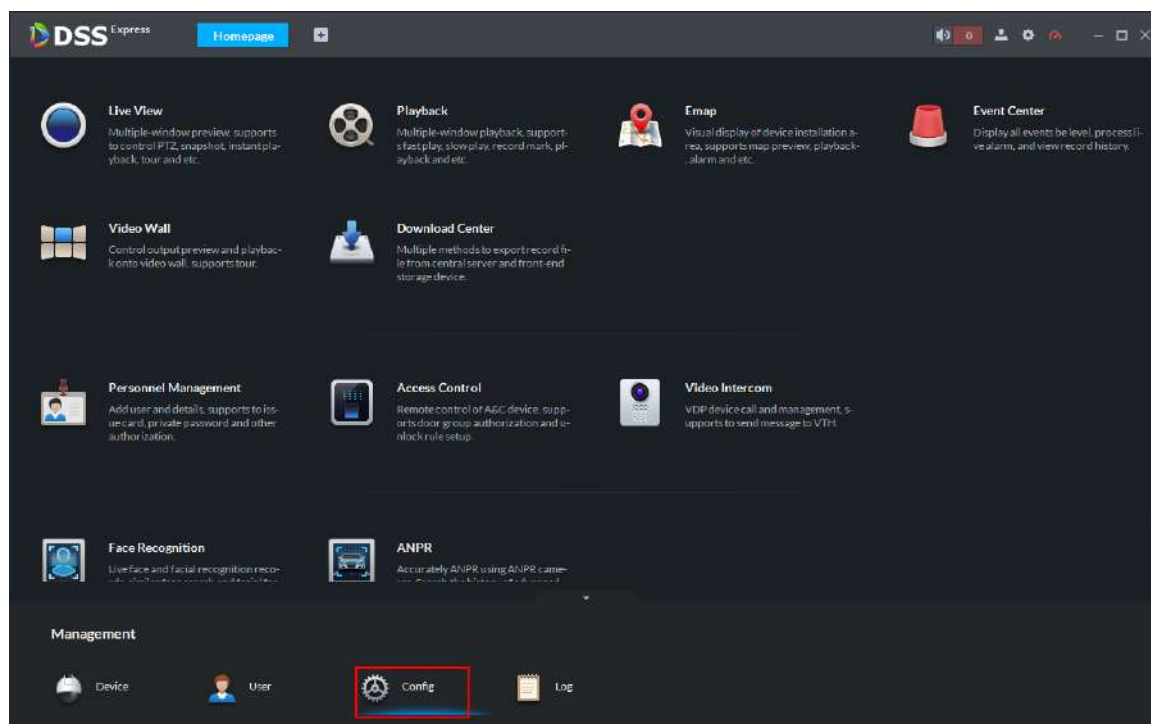 DSS Express
Homepage
0
Live View
Multiple-window preview, supports
to control PTZ, snapshot, instant pla-
yback, tour and etc.
Playback
Multiple-window playback, support-
s fast play, slow play, record mark, pl-
ayback and etc.
Emap
Visual display of device installation a-
rea, supports map preview, playback-
, alarm and etc.
Event Center
Display all events be level, process li-
ve alarm, and view record history.
Video Wall
Control output preview and playbac-
k onto video wall, supports tour.
Download Center
Multiple methods to export record fi-
le from central server and front-end
storage device.
Personnel Management
Add user and details, supports to iss-
ue card, private password and other
authorization.
Access Control
Remote control of A&C device, supp-
orts door group authorization and u-
nlock rule setup.
Video Intercom
VDP device call and management, s-
upports to send message to VTH.
Face Recognition
Live face and facial recognition reco-
ANPR
Accurately ANPR using ANPR came-
Management
Device
User
Config
Log